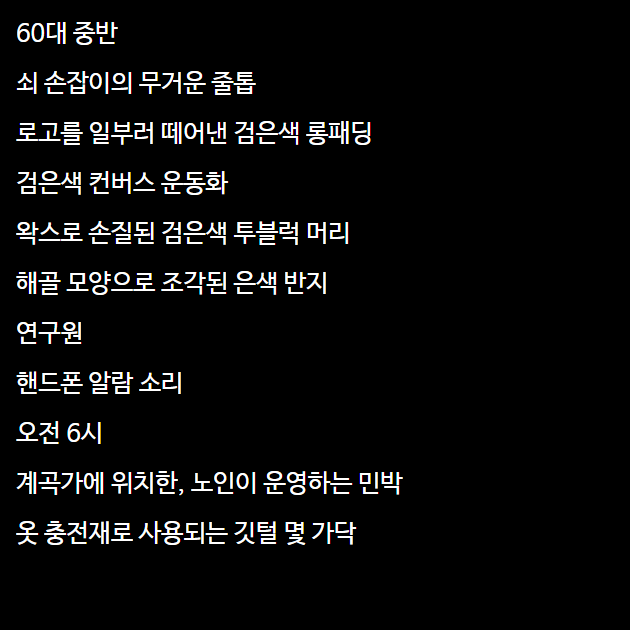 60대 중반
쇠 손잡이의 무거운 줄톱
로고를 일부러 떼어낸 검은색 롱패딩
검은색 컨버스 운동화
왁스로 손질된 검은색 투블럭 머리
해골 모양으로 조각된 은색 반지
연구원
핸드폰 알람 소리
오전 6시
계곡가에 위치한, 노인이 운영하는 민박
옷 충전재로 사용되는 깃털 몇 가닥